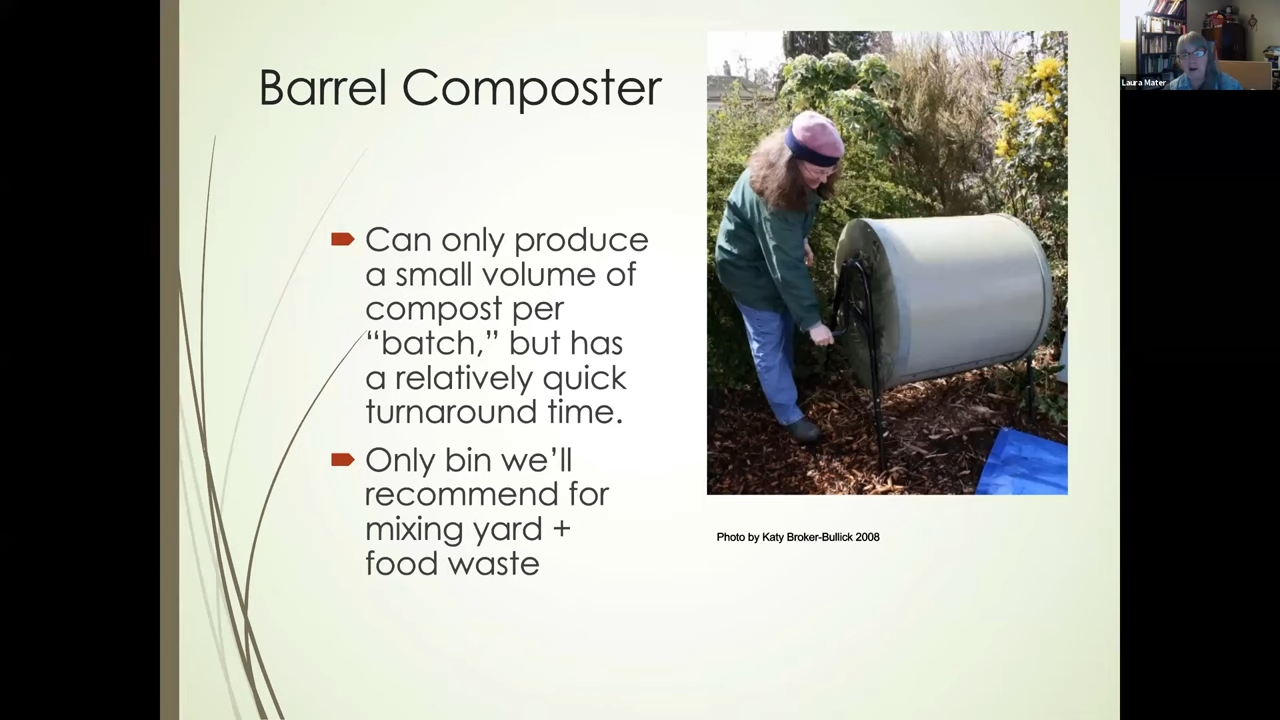 Barrel Composter
Can only produce
a small volume of
compost per
“batch,” but has
a relatively quick
turnaround time.
Only bin we’ll
recommend for
mixing yard +
food waste
Photo by Katy Broker-Bullick 2008
Laura Mater